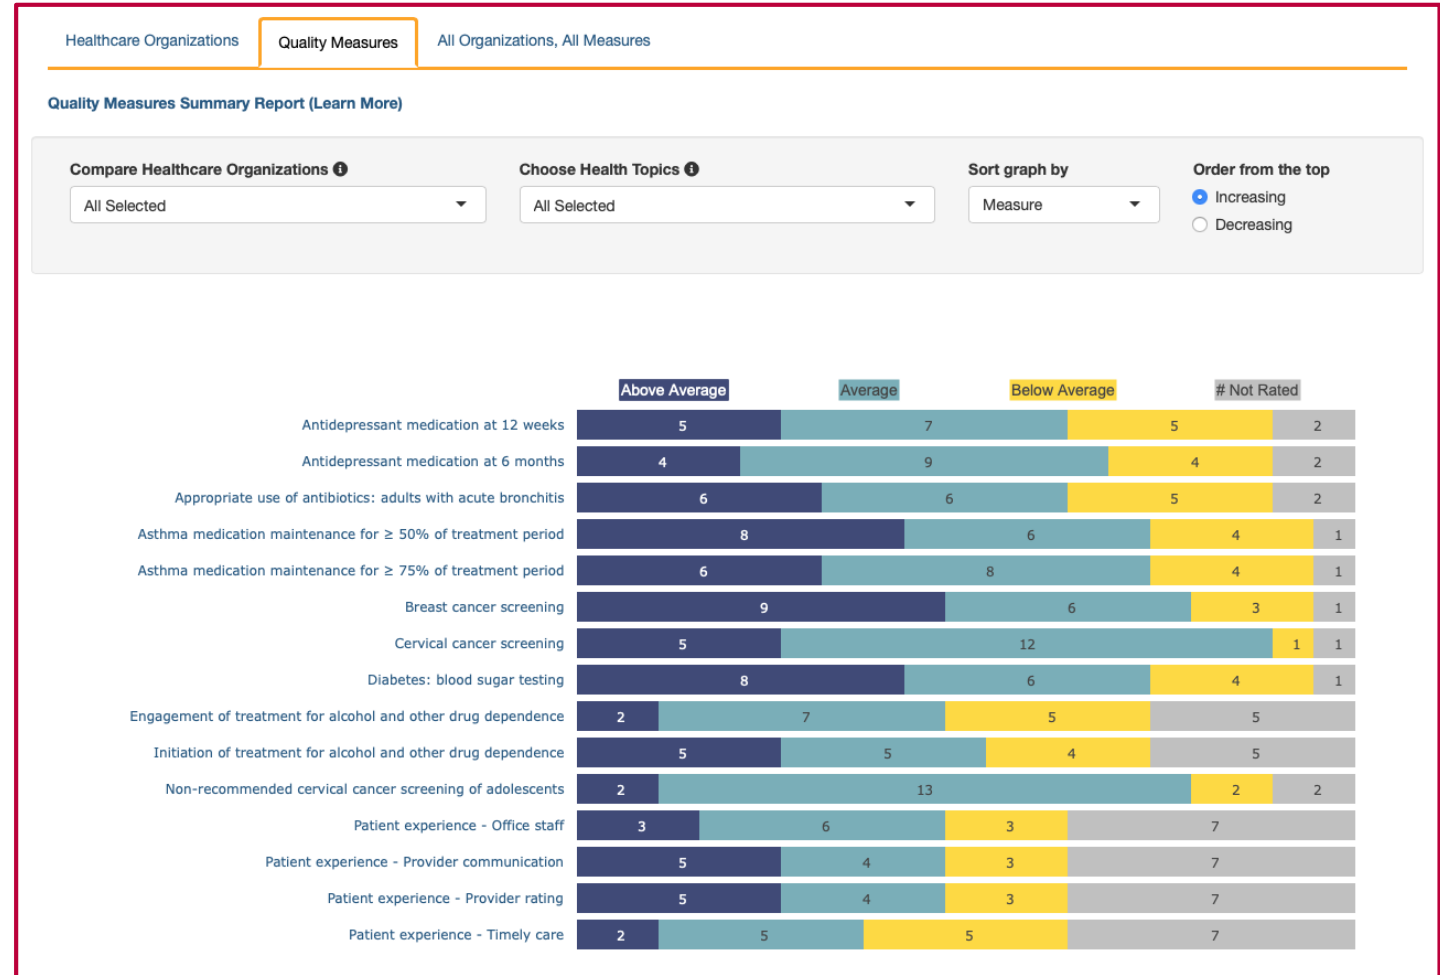 Healthcare Organizations Quality Measures All Organizations, All Measures
Quality Measures Summary Report (Learn More)
Compare Healthcare Organizations Choose Health Topics Sort graph by Order from the top
All Selected All Selected Measure Increasing
Decreasing
Above Average Average Below Average # Not Rated
Antidepressant medication at 12 weeks 5 7 5 2
Antidepressant medication at 6 months 4 9 4 2
Appropriate use of antibiotics: adults with acute bronchitis 6 6 5 2
Asthma medication maintenance for ≥ 50% of treatment period 8 6 4 1
Asthma medication maintenance for ≥ 75% of treatment period 6 8 4 1
Breast cancer screening 9 6 3 1
Cervical cancer screening 5 12 1 1
Diabetes: blood sugar testing 8 6 4 1
Engagement of treatment for alcohol and other drug dependence 2 7 5 5
Initiation of treatment for alcohol and other drug dependence 5 5 4 5
Non-recommended cervical cancer screening of adolescents 2 13 2 2
Patient experience - Office staff 3 6 3 7
Patient experience - Provider communication 5 4 3 7
Patient experience - Provider rating 5 4 3 7
Patient experience - Timely care 2 5 5 7